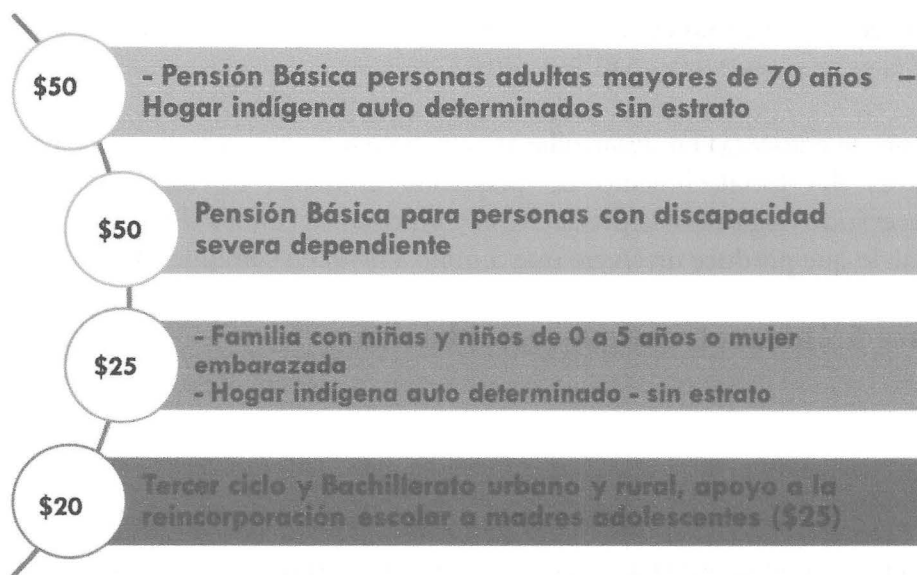 $50
- Pensión Básica personas adultas mayores de 70 años –
Hogar indígena auto determinados sin estrato
$50
Pensión Básica para personas con discapacidad
severa dependiente
$25
- Familia con niñas y niños de 0 a 5 años o mujer
embarazada
- Hogar indígena auto determinado - sin estrato
$20
Tercer ciclo y Bachillerato urbano y rural, apoyo a la
reincorporación escolar a madres adolescentes ($25)